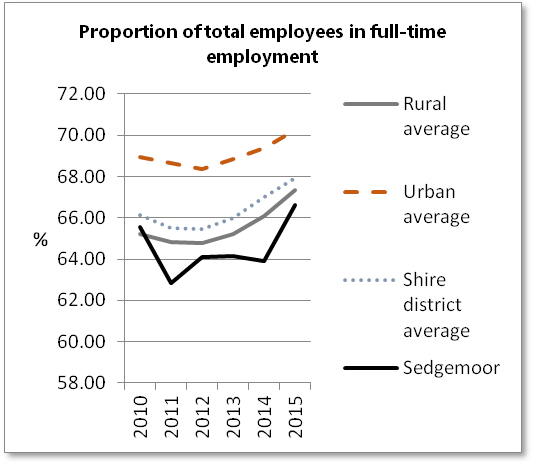 Proportion of total employees in full-time
employment
72.00
70.00
68.00
66.00
64.00
62.00
60.00
58.00
%
2010
2011
2012
2013
2014
2015
Rural
average
Urban
average
Shire
district
average
Sedgemoor